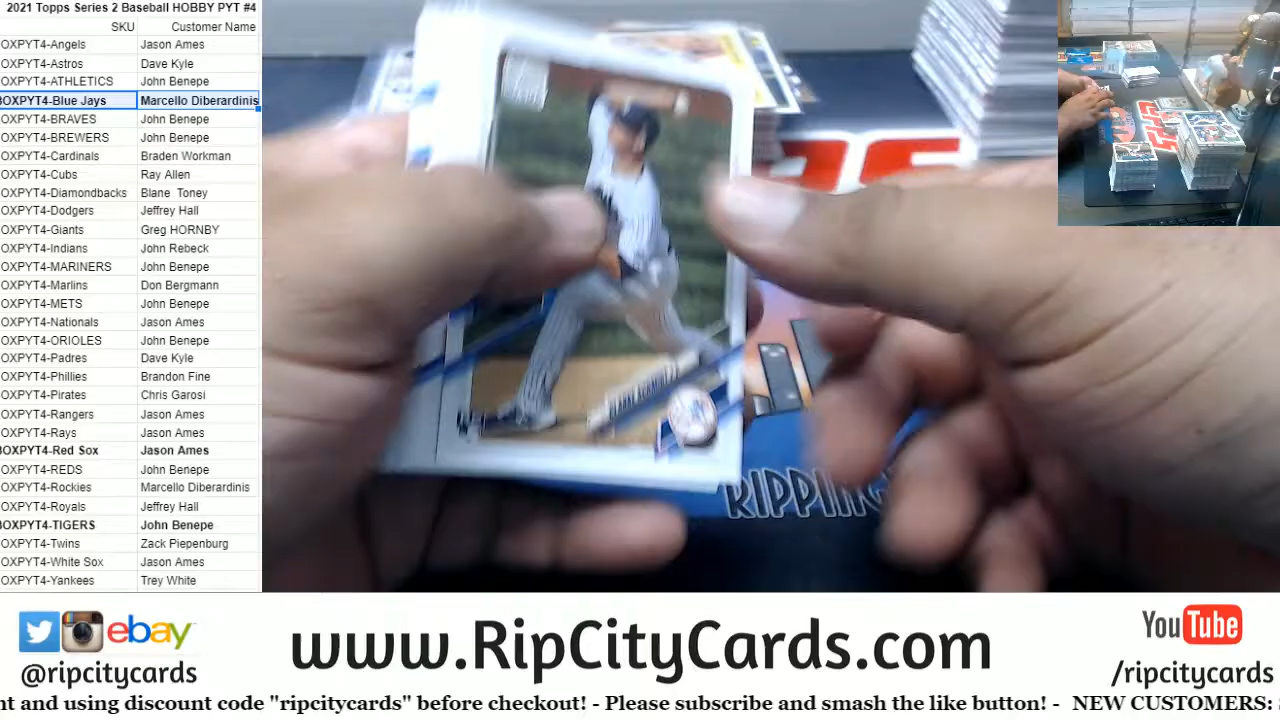 2021 Topps Series 2 Baseball HOBBY PYT #4
SKU Customer Name
OXPYT4-Angels Jason Ames
OXPYT4-Astros Dave Kyle
OXPYT4-ATHLETICS John Benepe
BOXPYT4-Blue Jays Marcello Diberardinis
OXPYT4-BRAVES John Benepe
OXPYT4-BREWERS John Benepe
OXPYT4-Cardinals Braden Workman
OXPYT4-Cubs Ray Allen
OXPYT4-Diamondbacks Blane Toney
OXPYT4-Dodgers Jeffrey Hall
OXPYT4-Giants Greg HORNBY
OXPYT4-Indians John Rebeck
OXPYT4-MARINERS John Benepe
OXPYT4-Marlins Don Bergmann
OXPYT4-METS John Benepe
OXPYT4-Nationals Jason Ames
OXPYT4-ORIOLES John Benepe
OXPYT4-Padres Dave Kyle
OXPYT4-Phillies Brandon Fine
OXPYT4-Pirates Chris Garosi
OXPYT4-Rangers Jason Ames
OXPYT4-Rays Jason Ames
BOXPYT4-Red Sox Jason Ames
OXPYT4-REDS John Benepe
OXPYT4-Rockies Marcello Diberardinis
OXPYT4-Royals Jeffrey Hall
BOXPYT4-TIGERS John Benepe
OXPYT4-Twins Zack Piepenburg
OXPYT4-White Sox Jason Ames
OXPYT4-Yankees Trey White
RIPPING
ebay
@ripcitycards
www.RipCityCards.com
YouTube
/ripcitycards
nt and using discount code "ripcitycards" before checkout! - Please subscribe and smash the like button! - NEW CUSTOMERS: